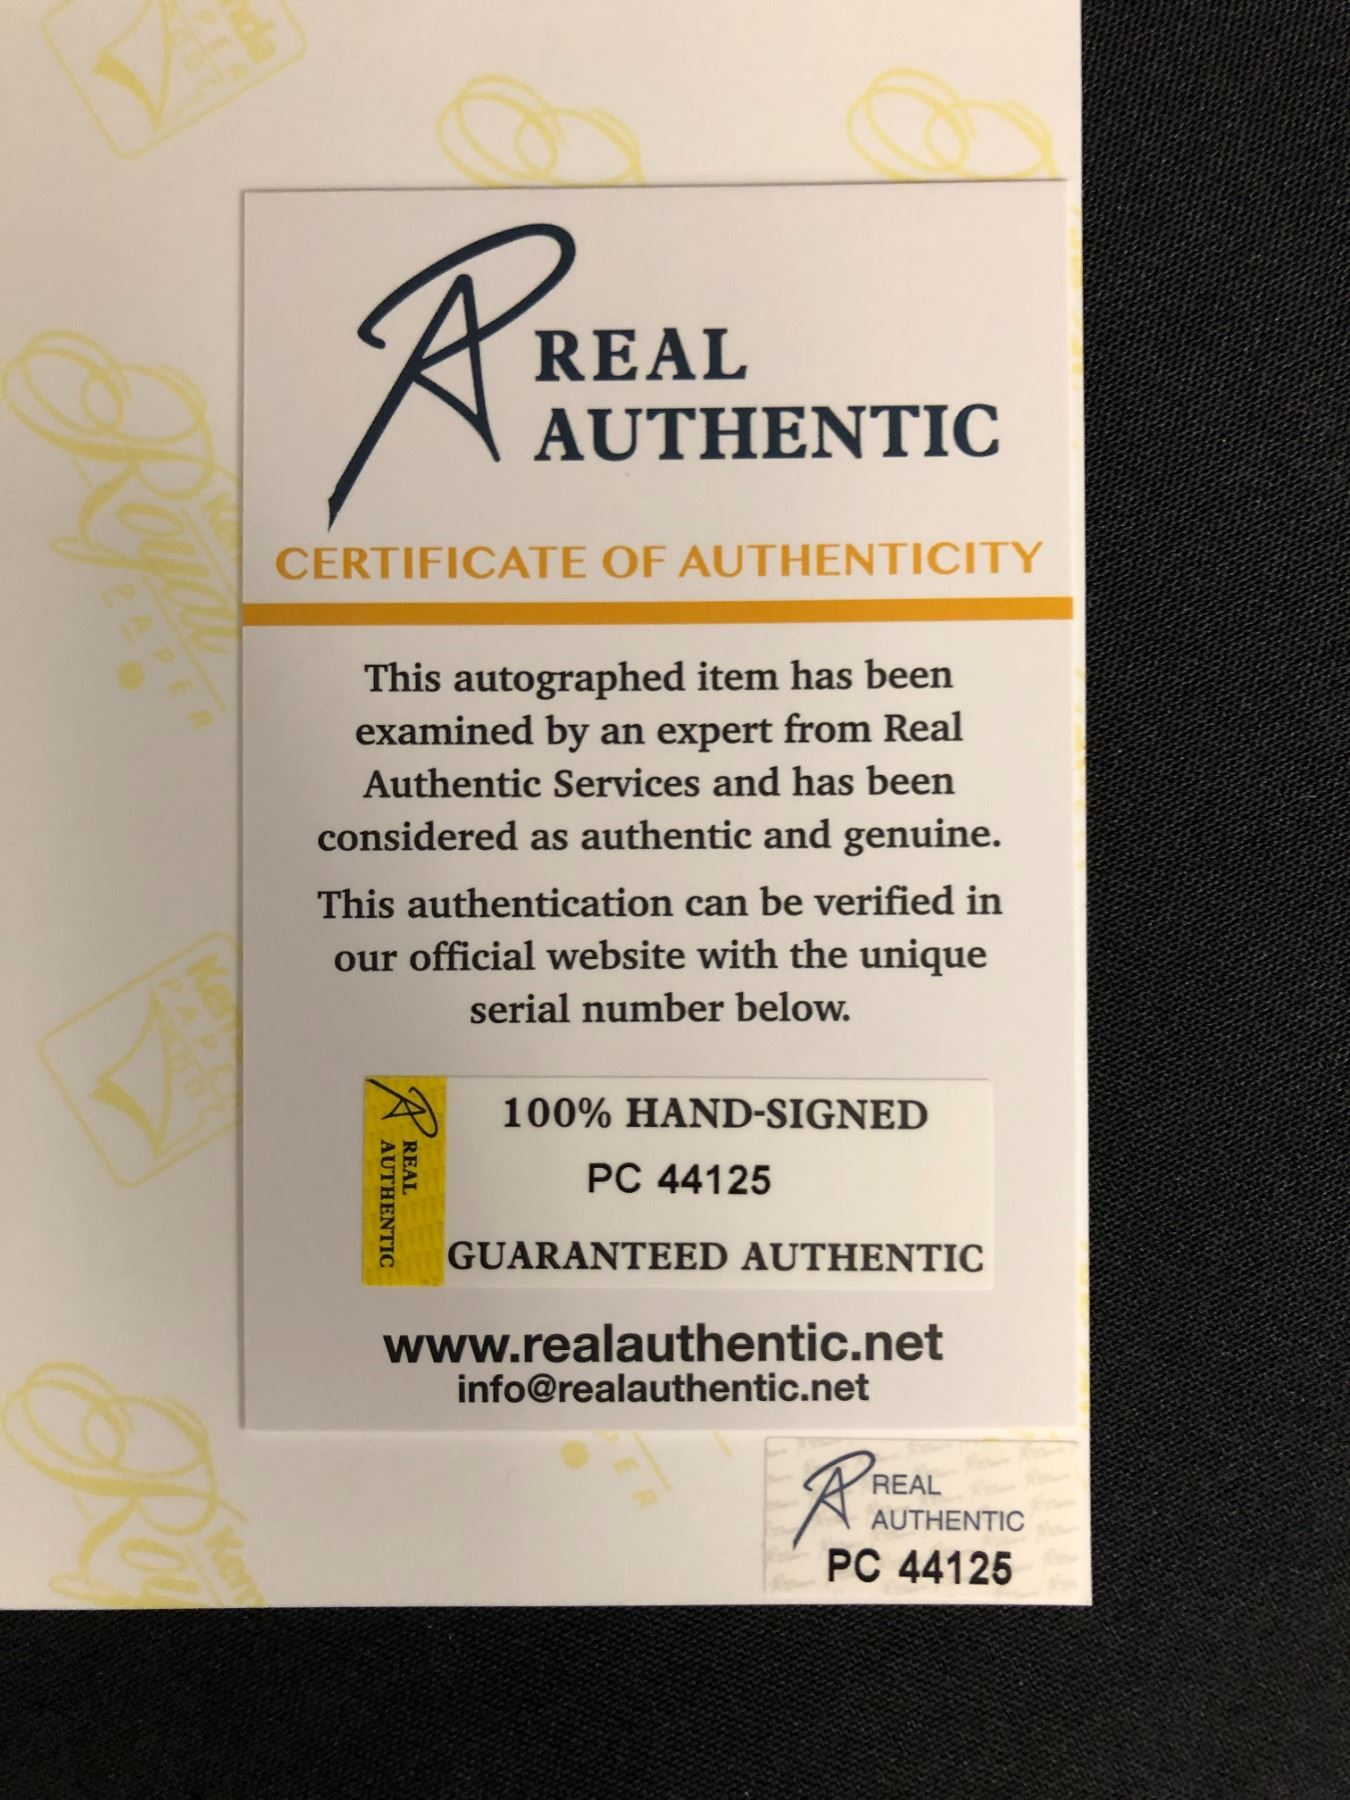 REAL
AUTHENTIC
CERTIFICATE OF AUTHENTICITY
This autographed item has been
examined by an expert from Real
Authentic Services and has been
considered as authentic and genuine.
This authentication can be verified in
our official website with the unique
serial number below.
REAL
AUTHENTIC
100% HAND-SIGNED
PC 44125
GUARANTEED AUTHENTIC
www.realauthentic.net
info@realauthentic.net
REAL
AUTHENTIC
PC 44125
Royal
PAPER